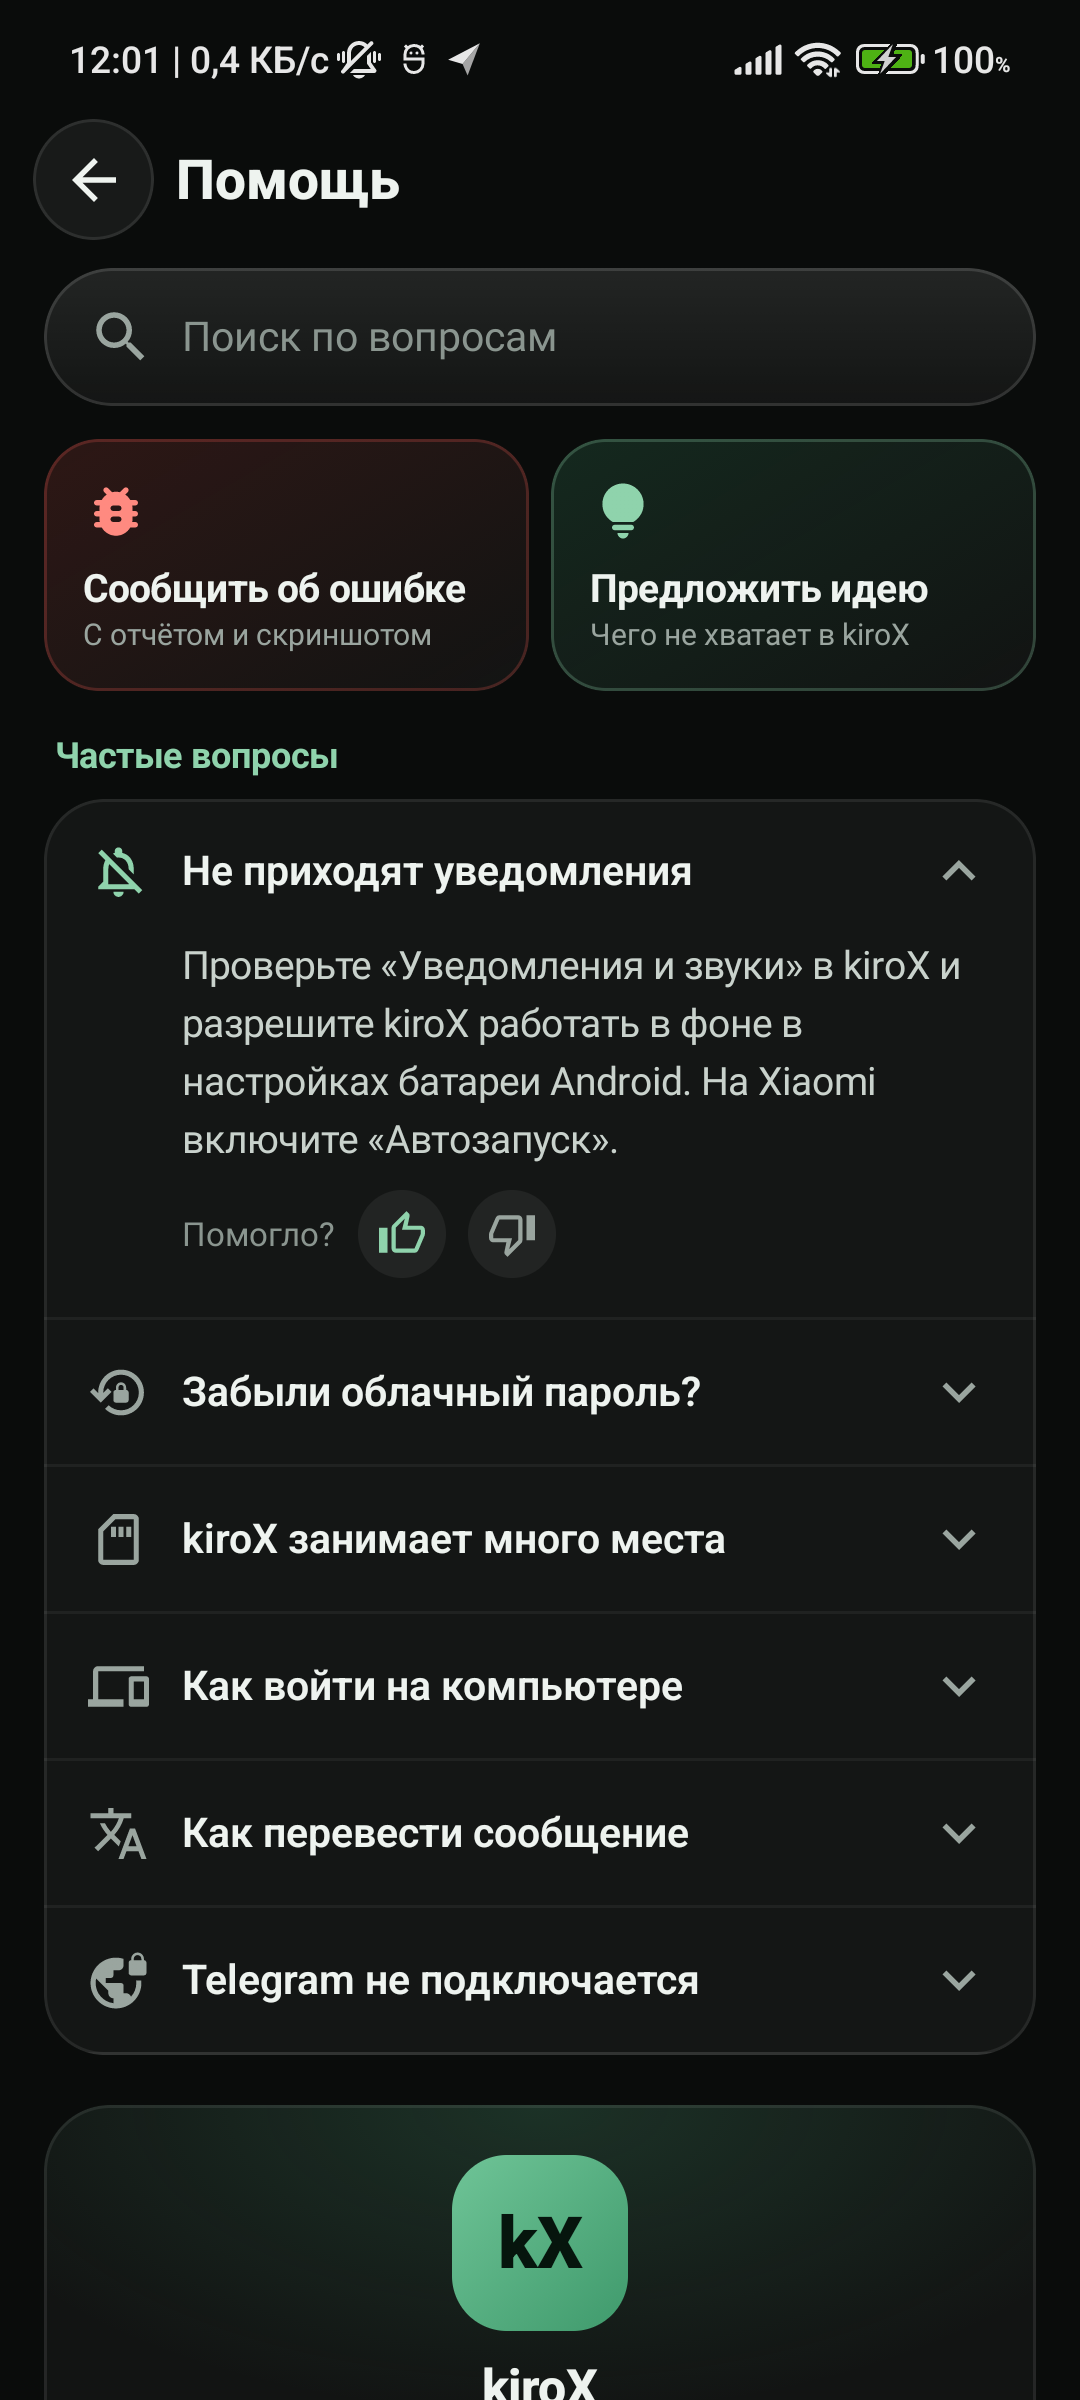 12:01 | 0,4 КБ/с 100%
Помощь
Поиск по вопросам
Сообщить об ошибке
С отчётом и скриншотом
Предложить идею
Чего не хватает в kiroX
Частые вопросы
Не приходят уведомления
Проверьте «Уведомления и звуки» в kiroX и
разрешите kiroX работать в фоне в
настройках батареи Android. На Xiaomi
включите «Автозапуск».
Помогло?
Забыли облачный пароль?
kiroX занимает много места
Как войти на компьютере
Как перевести сообщение
Telegram не подключается
kX
kiroX